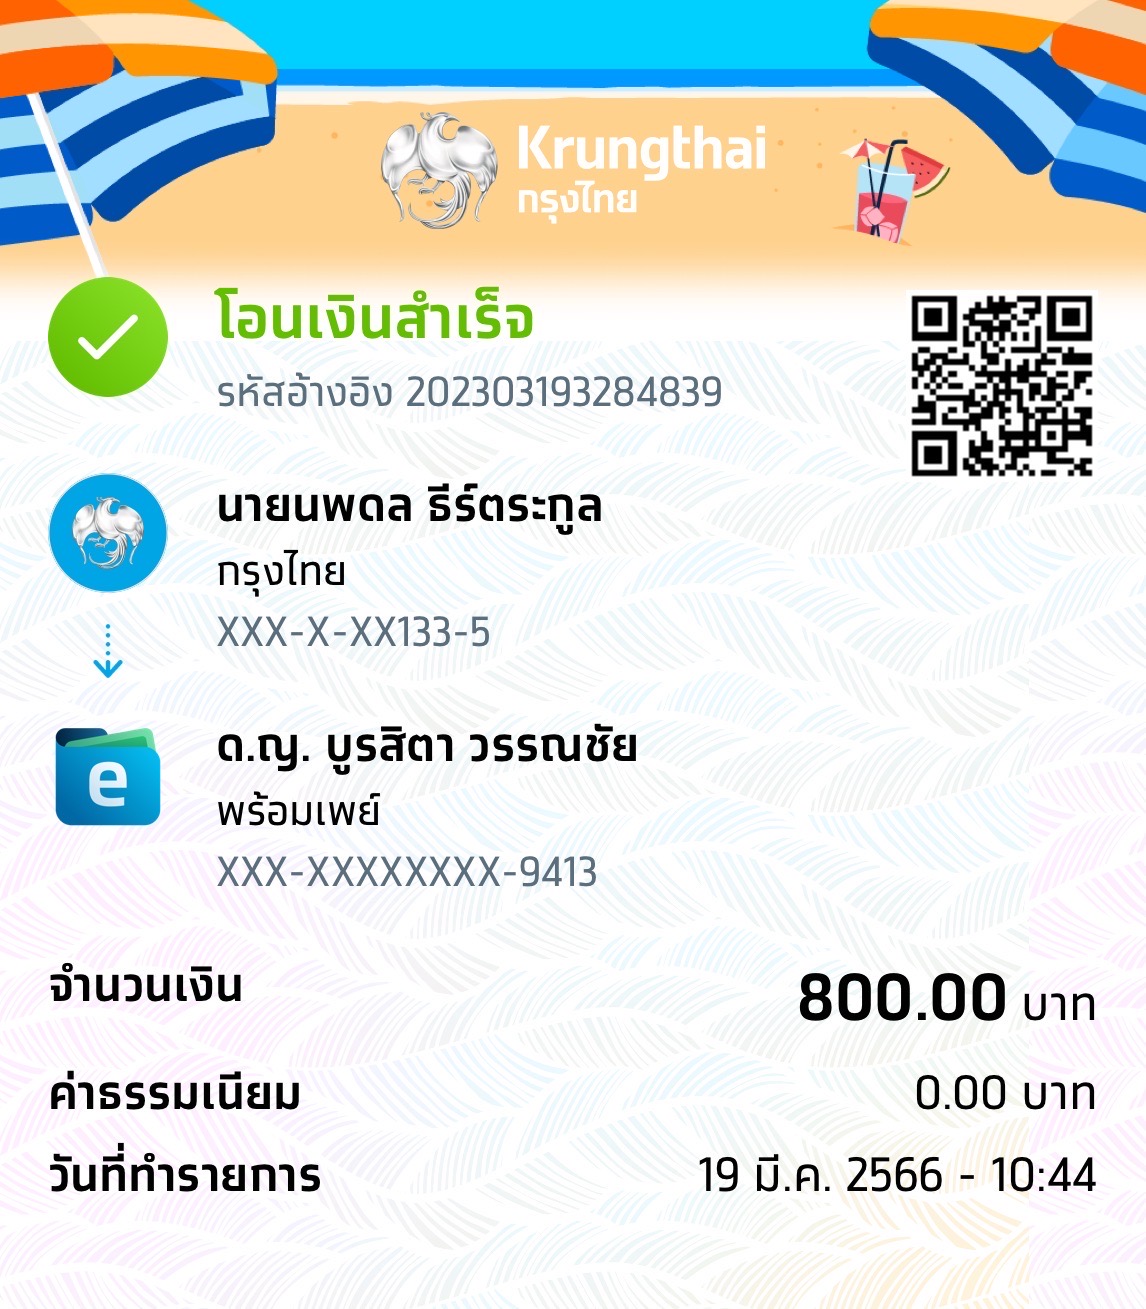 Krungthai
กรุงไทย
โอนเงินสำเร็จ
รหัสอ้างอิง 202303193284839
นายนพดล ธีร์ตระกูล
กรุงไทย
XXX-X-XX133-5
e
ด.ญ. บูรสิตา วรรณชัย
พร้อมเพย์
XXX-XXXXXXXX-9413
จำนวนเงิน 800.00 บาท
ค่าธรรมเนียม 0.00 บาท
วันที่ทำรายการ 19 มี.ค. 2566 - 10:44